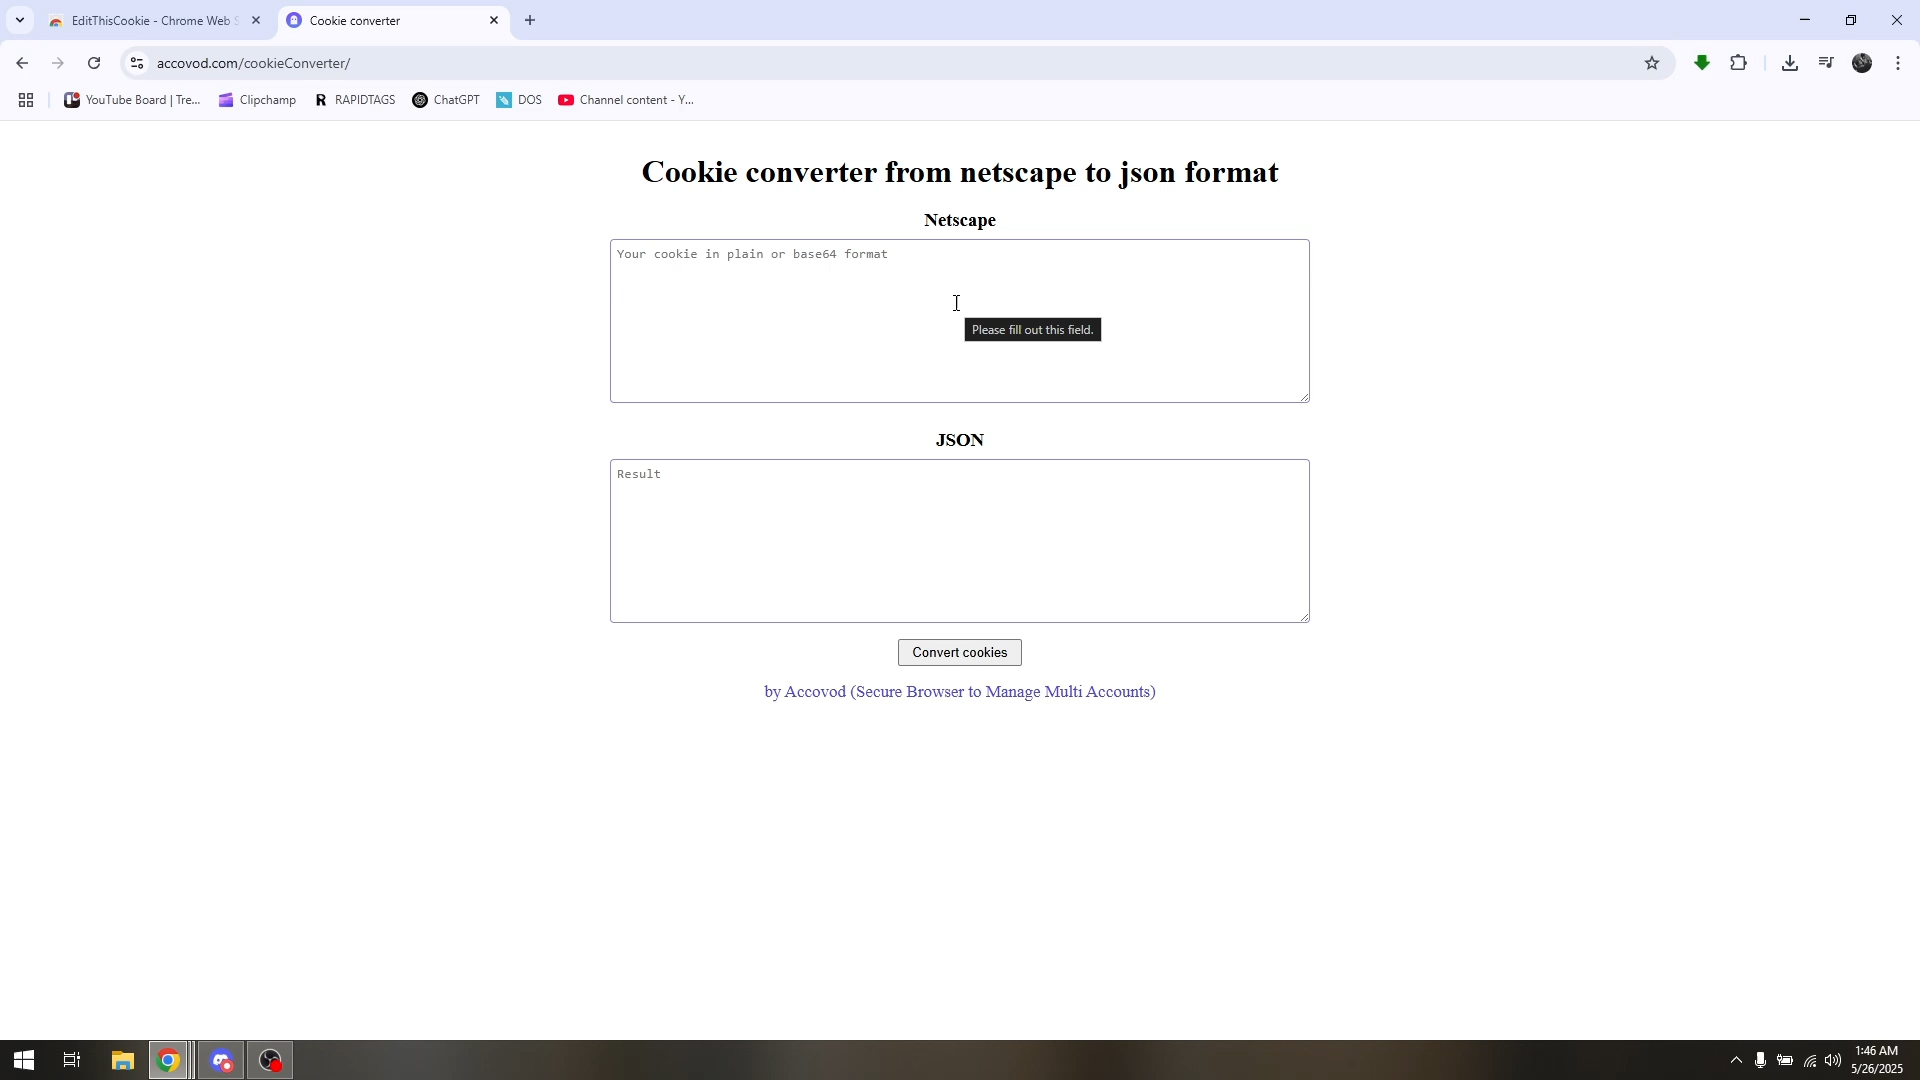 EditThisCookie - Chrome Web S
Cookie converter
accovod.com/cookieConverter/
YouTube Board | Tre...
Clipchamp
R RAPIDTAGS
ChatGPT
DOS
Channel content - Y...
Cookie converter from netscape to json format
Netscape
Your cookie in plain or base64 format
Please fill out this field.
JSON
Result
Convert cookies
by Accovod (Secure Browser to Manage Multi Accounts)
1:46 AM
5/26/2025